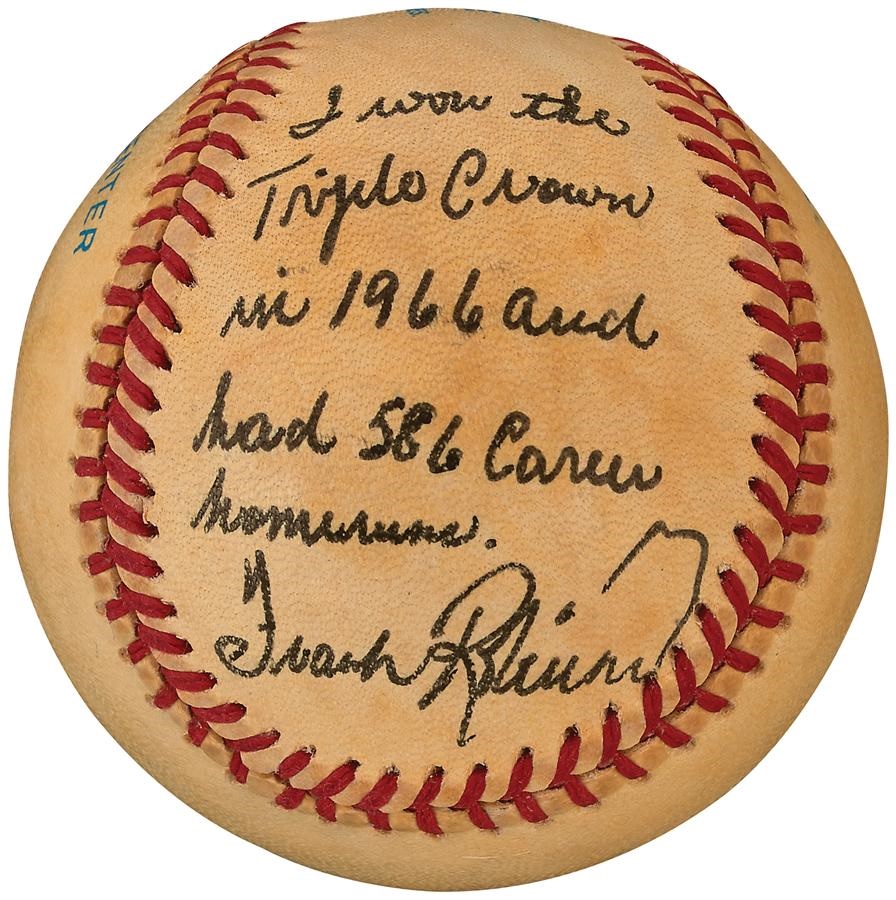 I won the
Triple Crown
in 1966 and
had 586 Career
homeruns.
Frank Robinson